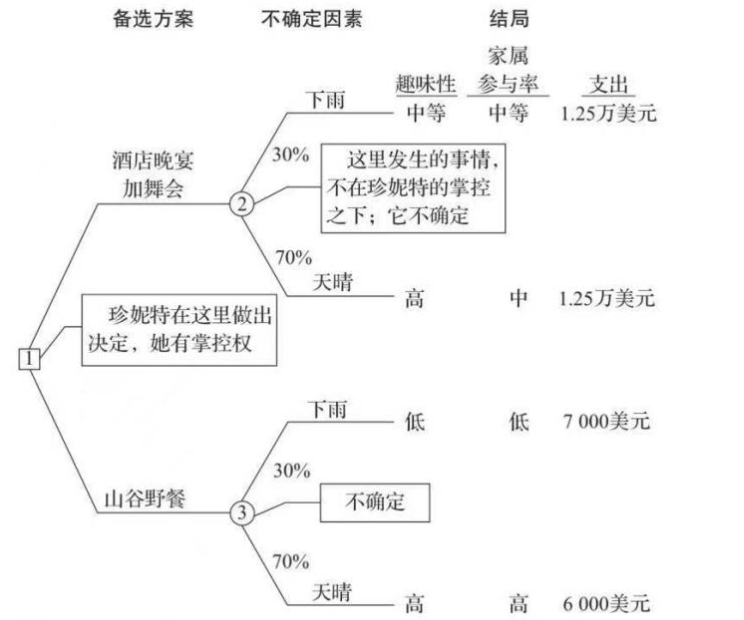 备选方案 不确定因素 结局
家属
趣味性 参与率 支出
下雨 中等 中等 1.25万美元
30%
酒店晚宴
加舞会
2
这里发生的事情，
不在珍妮特的掌控
之下；它不确定
70%
天晴 高 中 1.25万美元
珍妮特在这里做出
决定，她有掌控权
1
下雨 低 低 7 000美元
30%
山谷野餐
3
不确定
70%
天晴 高 高 6 000美元